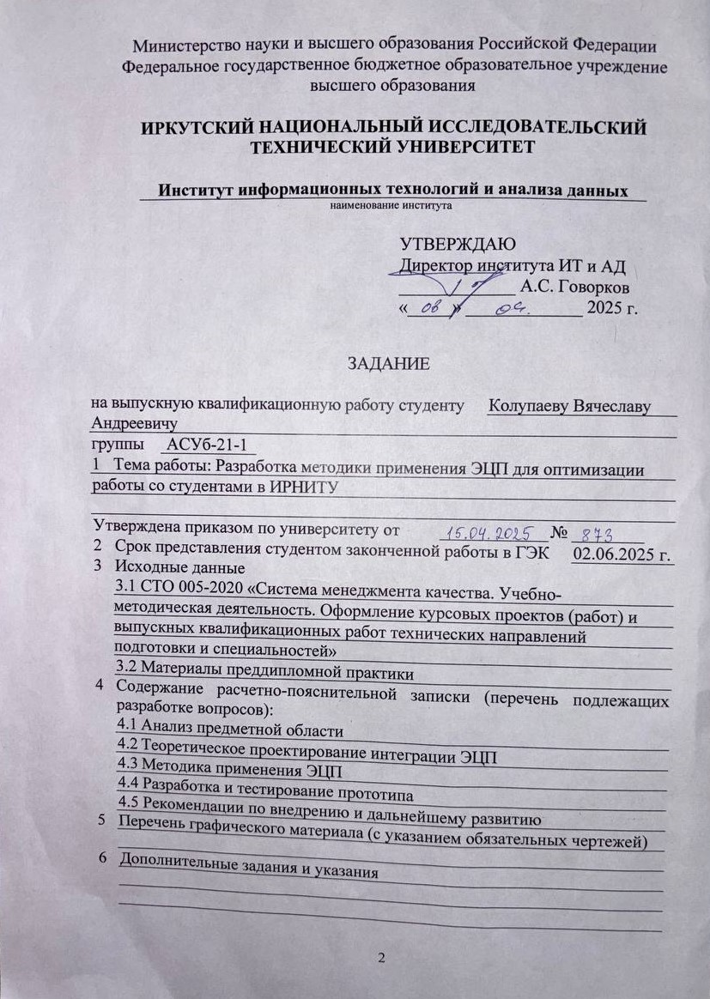 Министерство науки и высшего образования Российской Федерации
Федеральное государственное бюджетное образовательное учреждение
высшего образования
ИРКУТСКИЙ НАЦИОНАЛЬНЫЙ ИССЛЕДОВАТЕЛЬСКИЙ
ТЕХНИЧЕСКИЙ УНИВЕРСИТЕТ
Институт информационных технологий и анализа данных
наименование института
УТВЕРЖДАЮ
Директор института ИТ и АД
А.С. Говорков
« 08 » 04. 2025 г.
ЗАДАНИЕ
на выпускную квалификационную работу студенту Колупаеву Вячеславу
Андреевичу
группы АСУб-21-1
1 Тема работы: Разработка методики применения ЭЦП для оптимизации
работы со студентами в ИРНИТУ
Утверждена приказом по университету от 15.04.2025 № 873
2 Срок представления студентом законченной работы в ГЭК 02.06.2025 г.
3 Исходные данные
3.1 СТО 005-2020 «Система менеджмента качества. Учебно-
методическая деятельность. Оформление курсовых проектов (работ) и
выпускных квалификационных работ технических направлений
подготовки и специальностей»
3.2 Материалы преддипломной практики
4 Содержание расчетно-пояснительной записки (перечень подлежащих
разработке вопросов):
4.1 Анализ предметной области
4.2 Теоретическое проектирование интеграции ЭЦП
4.3 Методика применения ЭЦП
4.4 Разработка и тестирование прототипа
4.5 Рекомендации по внедрению и дальнейшему развитию
5 Перечень графического материала (с указанием обязательных чертежей)
6 Дополнительные задания и указания
2